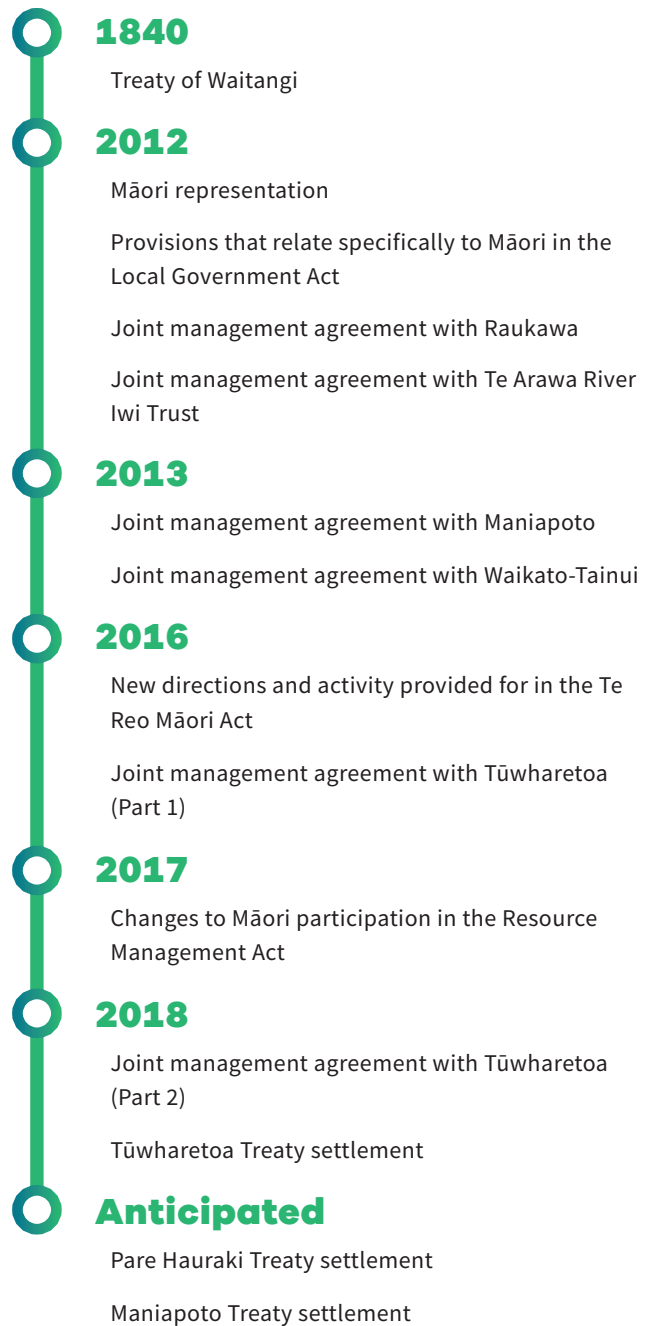 1840
Treaty of Waitangi
2012
Māori representation
Provisions that relate specifically to Māori in the
Local Government Act
Joint management agreement with Raukawa
Joint management agreement with Te Arawa River
Iwi Trust
2013
Joint management agreement with Maniapoto
Joint management agreement with Waikato-Tainui
2016
New directions and activity provided for in the Te
Reo Māori Act
Joint management agreement with Tūwharetoa
(Part 1)
2017
Changes to Māori participation in the Resource
Management Act
2018
Joint management agreement with Tūwharetoa
(Part 2)
Tūwharetoa Treaty settlement
Anticipated
Pare Hauraki Treaty settlement
Maniapoto Treaty settlement